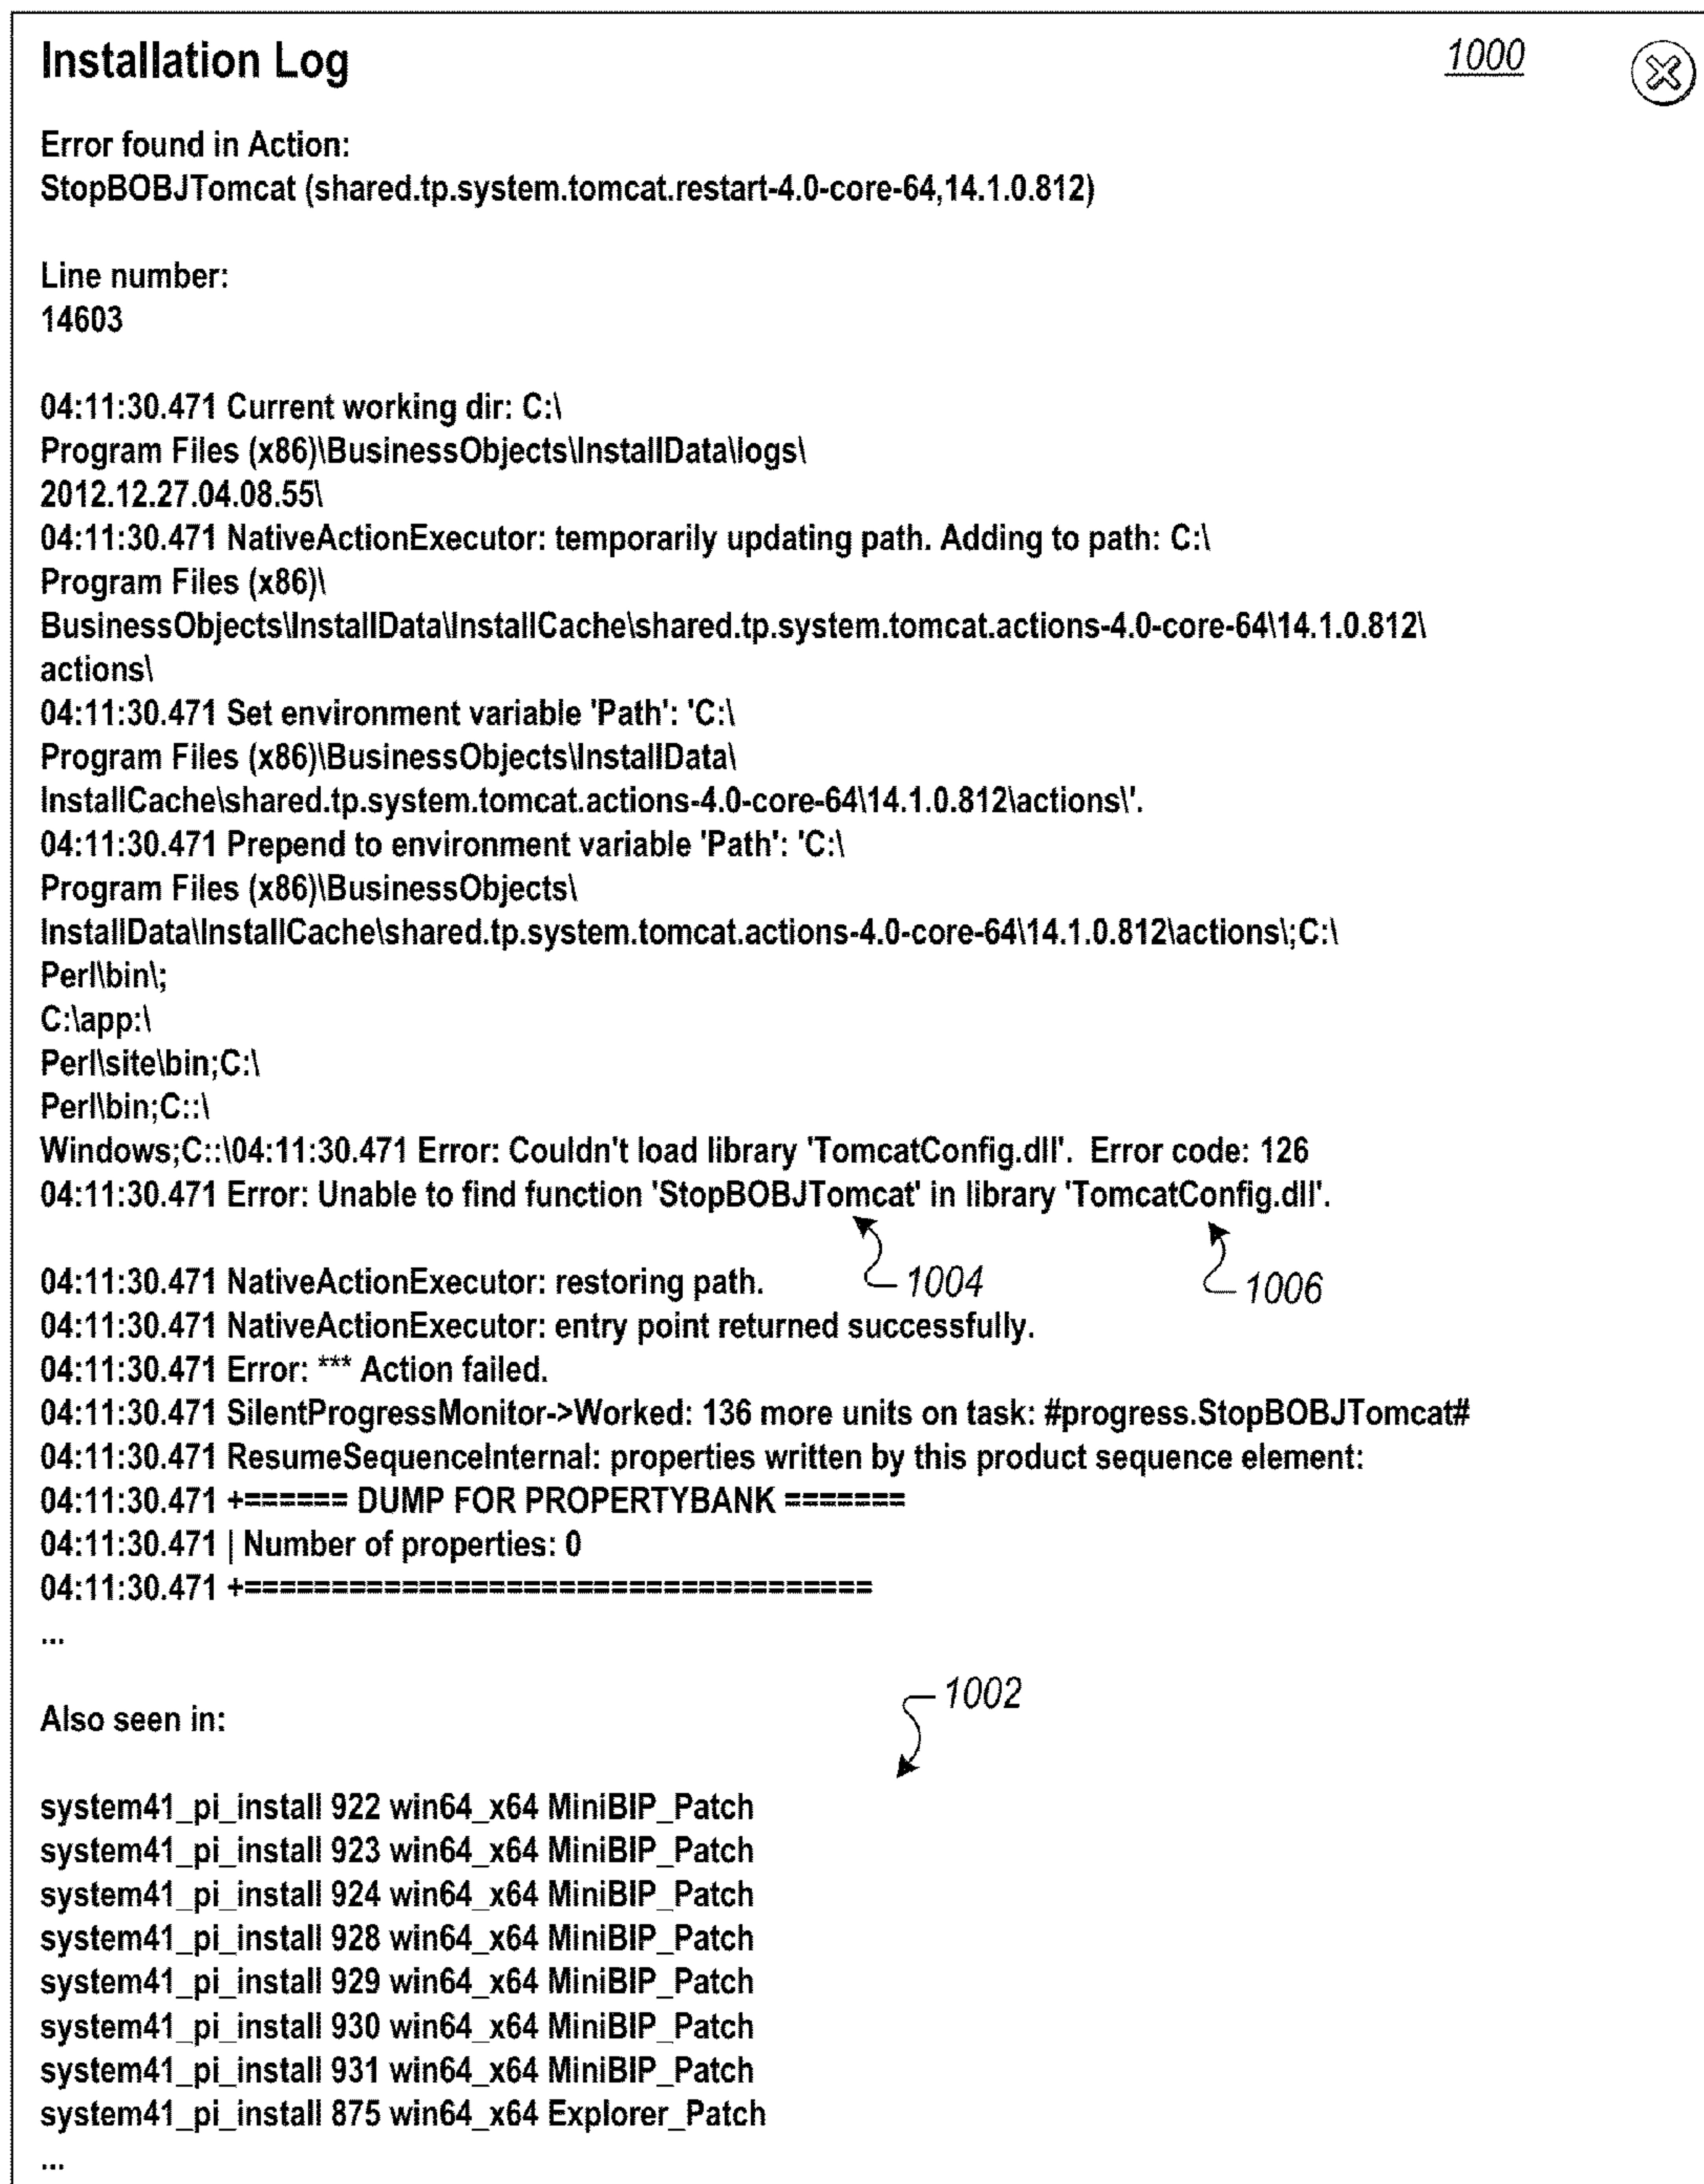 Installation Log
1000
Error found in Action:
StopBOBJTomcat (shared.tp.system.tomcat.restart-4.0-core-64,14.1.0.812)
Line number:
14603
04:11:30.471 Current working dir: C:\
Program Files (x86)\BusinessObjects\InstallData\logs\
2012.12.27.04.08.55\
04:11:30.471 NativeActionExecutor: temporarily updating path. Adding to path: C:\
Program Files (x86)\
BusinessObjects\InstallData\InstallCache\shared.tp.system.tomcat.actions-4.0-core-64\14.1.0.812\
actions\
04:11:30.471 Set environment variable 'Path': 'C:\
Program Files (x86)\BusinessObjects\InstallData\
InstallCache\shared.tp.system.tomcat.actions-4.0-core-64\14.1.0.812\actions\'.
04:11:30.471 Prepend to environment variable 'Path': 'C:\
Program Files (x86)\BusinessObjects\
InstallData\InstallCache\shared.tp.system.tomcat.actions-4.0-core-64\14.1.0.812\actions\;C:\
Perl\bin\;
C:\app:\
Perl\site\bin;C:\
Perl\bin;C::\
Windows;C::\04:11:30.471 Error: Couldn't load library 'TomcatConfig.dll'.  Error code: 126
04:11:30.471 Error: Unable to find function 'StopBOBJTomcat' in library 'TomcatConfig.dll'.
1004
1006
04:11:30.471 NativeActionExecutor: restoring path.
04:11:30.471 NativeActionExecutor: entry point returned successfully.
04:11:30.471 Error: *** Action failed.
04:11:30.471 SilentProgressMonitor->Worked: 136 more units on task: #progress.StopBOBJTomcat#
04:11:30.471 ResumeSequenceInternal: properties written by this product sequence element:
04:11:30.471 +====== DUMP FOR PROPERTYBANK =======
04:11:30.471 | Number of properties: 0
04:11:30.471 +====================================
...
1002
Also seen in:
system41_pi_install 922 win64_x64 MiniBIP_Patch
system41_pi_install 923 win64_x64 MiniBIP_Patch
system41_pi_install 924 win64_x64 MiniBIP_Patch
system41_pi_install 928 win64_x64 MiniBIP_Patch
system41_pi_install 929 win64_x64 MiniBIP_Patch
system41_pi_install 930 win64_x64 MiniBIP_Patch
system41_pi_install 931 win64_x64 MiniBIP_Patch
system41_pi_install 875 win64_x64 Explorer_Patch
...